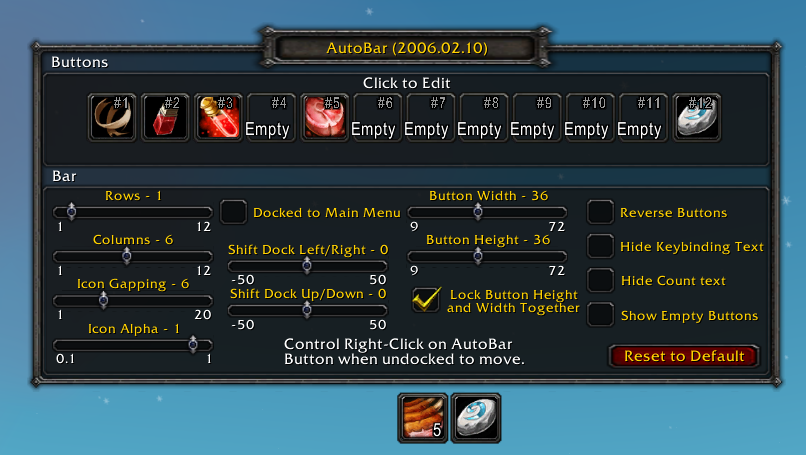 AutoBar (2006.02.10)
Buttons
Click to Edit
#1 #2 #3 #4 #5 #6 #7 #8 #9 #10 #11 #12
Empty Empty Empty Empty Empty Empty Empty
Bar
Rows - 1
1 12
Columns - 6
1 12
Icon Gapping - 6
1 20
Icon Alpha - 1
0.1 1
Docked to Main Menu
Shift Dock Left/Right - 0
-50 50
Shift Dock Up/Down - 0
-50 50
Button Width - 36
9 72
Button Height - 36
9 72
Lock Button Height
and Width Together
Control Right-Click on AutoBar
Button when undocked to move.
Reverse Buttons
Hide Keybinding Text
Hide Count text
Show Empty Buttons
Reset to Default
5